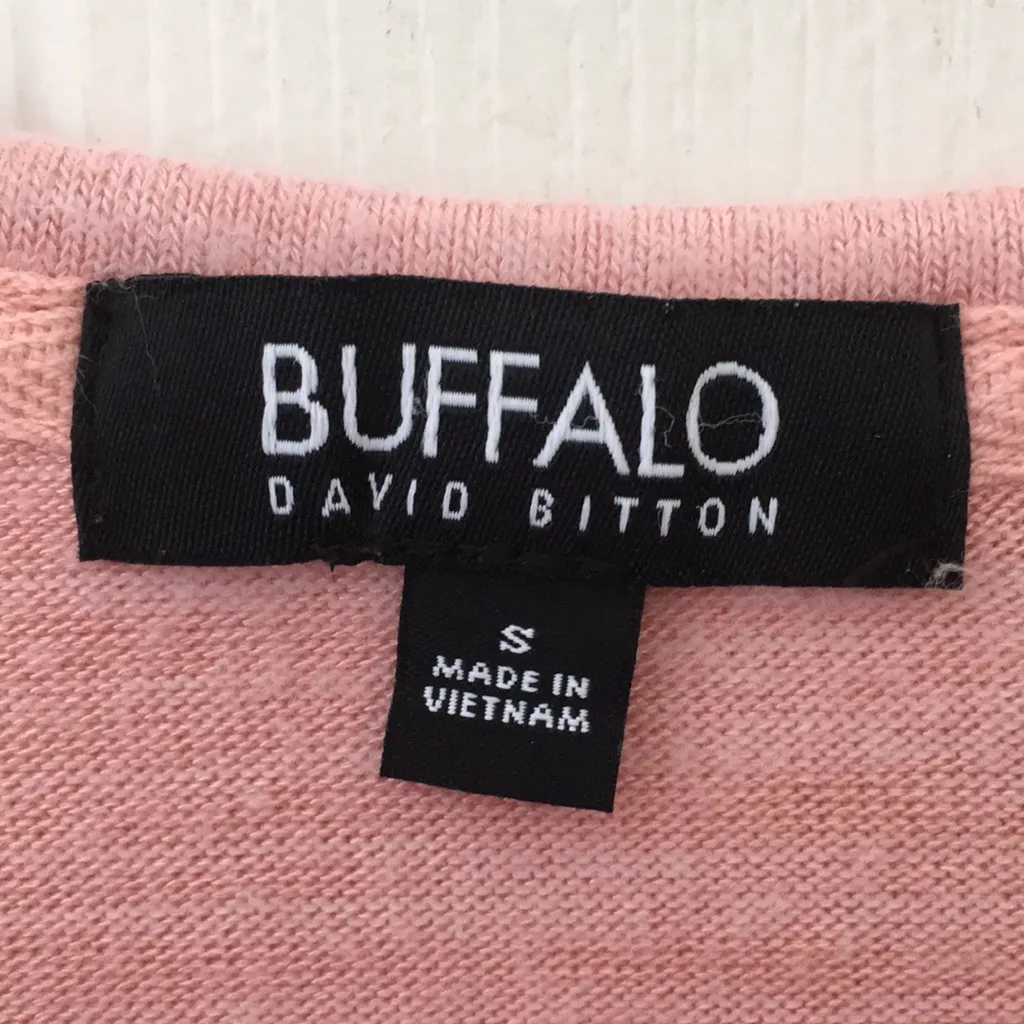 BUFFALO
DAVID BITTON
S
MADE IN
VIETNAM